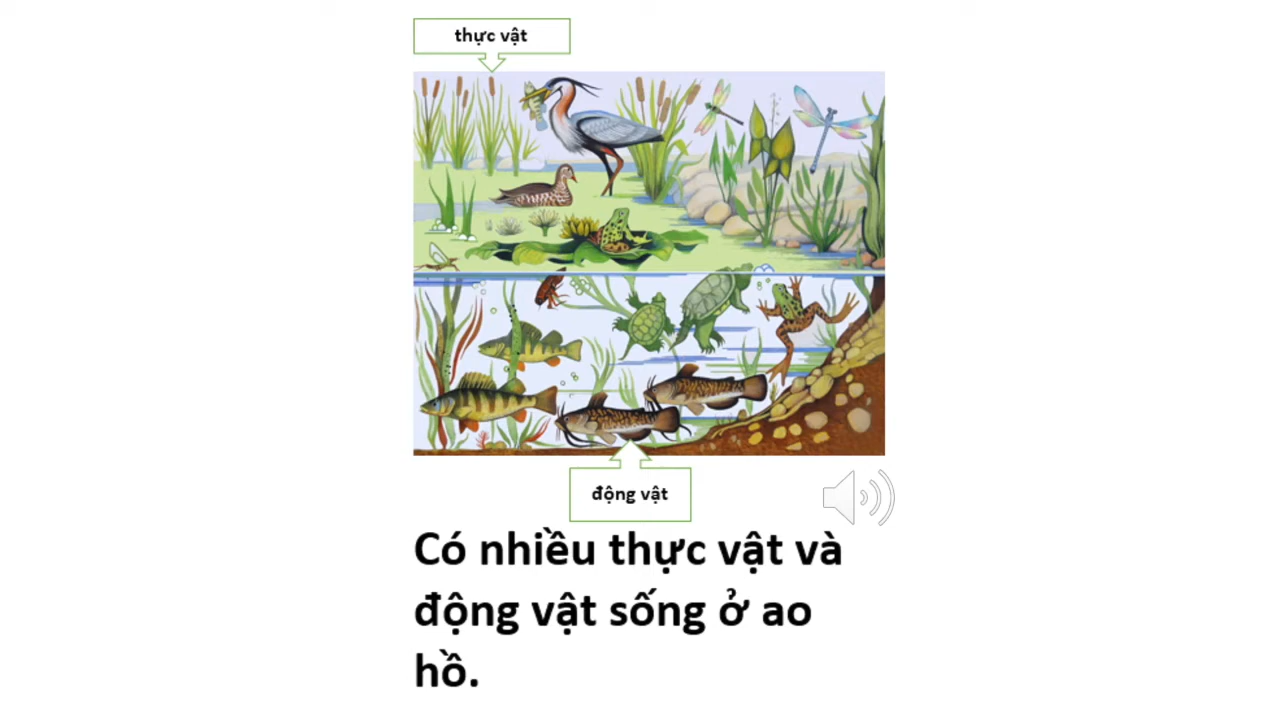 thực vật
động vật
Có nhiều thực vật và
động vật sống ở ao
hồ.